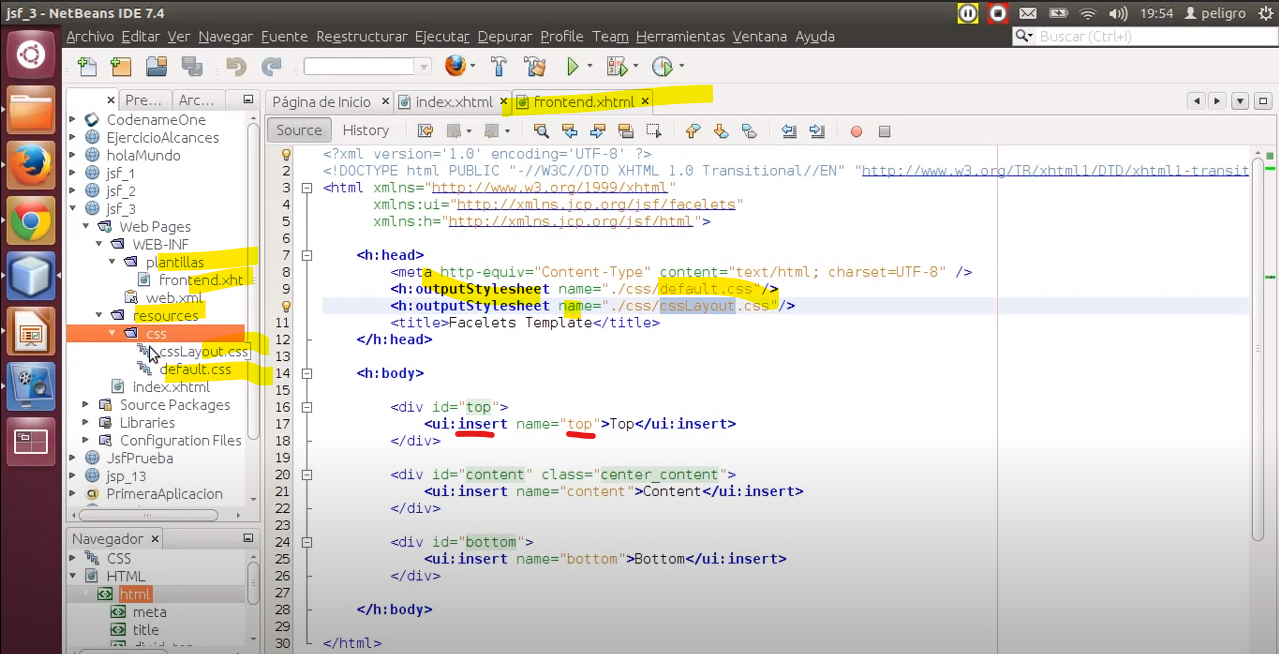 jsf_3 - NetBeans IDE 7.4
19:54
peligro
Archivo Editar Ver Navegar Fuente Reestructurar Ejecutar Depurar Profile Team Herramientas Ventana Ayuda
Buscar (Ctrl+I)
Pre...
Arc...
Página de Inicio
index.xhtml
frontend.xhtml
Source
History
CodenameOne
EjercicioAlcances
holaMundo
jsf_1
jsf_2
jsf_3
Web Pages
WEB-INF
plantillas
frontend.xht
web.xml
resources
css
cssLayout.css
default.css
index.xhtml
Source Packages
Libraries
Configuration Files
JsfPrueba
jsp_13
PrimeraAplicacion
Navegador
CSS
HTML
html
meta
title
<?xml version='1.0' encoding='UTF-8' ?>
2 <!DOCTYPE html PUBLIC "-//W3C//DTD XHTML 1.0 Transitional//EN" "http://www.w3.org/TR/xhtml1/DTD/xhtml1-transit
3 <html xmlns="http://www.w3.org/1999/xhtml"
4 xmlns:ui="http://xmlns.jcp.org/jsf/facelets"
5 xmlns:h="http://xmlns.jcp.org/jsf/html">
6
7 <h:head>
8 <meta http-equiv="Content-Type" content="text/html; charset=UTF-8" />
9 <h:outputStylesheet name="./css/default.css"/>
<h:outputStylesheet name="./css/cssLayout.css"/>
11 <title>Facelets Template</title>
12 </h:head>
13
14 <h:body>
15
16 <div id="top">
17 <ui:insert name="top">Top</ui:insert>
18 </div>
19
20 <div id="content" class="center_content">
21 <ui:insert name="content">Content</ui:insert>
22 </div>
23
24 <div id="bottom">
25 <ui:insert name="bottom">Bottom</ui:insert>
26 </div>
27
28 </h:body>
29
30 </html>